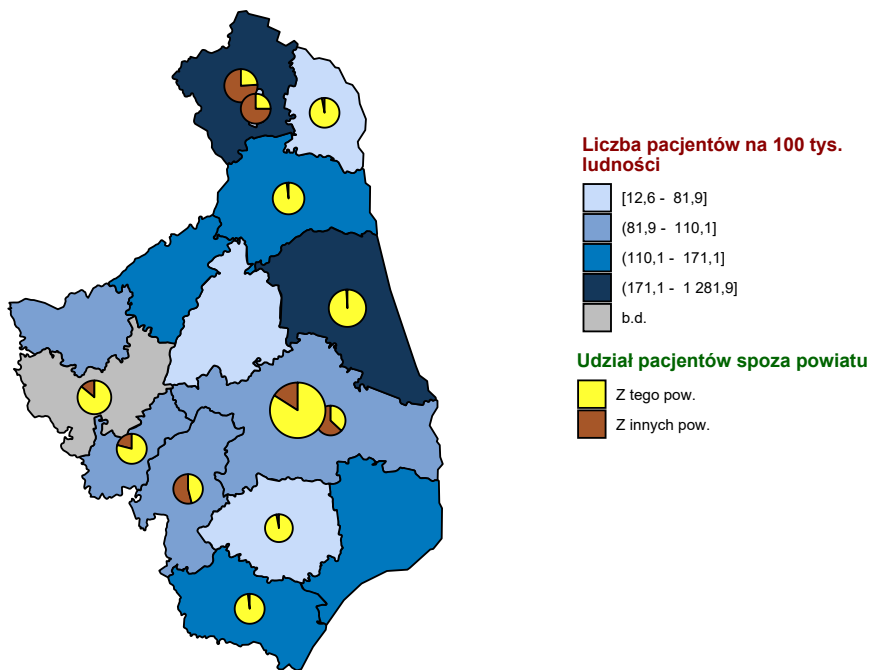 Liczba pacjentów na 100 tys.
ludności
[12,6 - 81,9]
(81,9 - 110,1]
(110,1 - 171,1]
(171,1 - 1 281,9]
b.d.
Udział pacjentów spoza powiatu
Z tego pow.
Z innych pow.